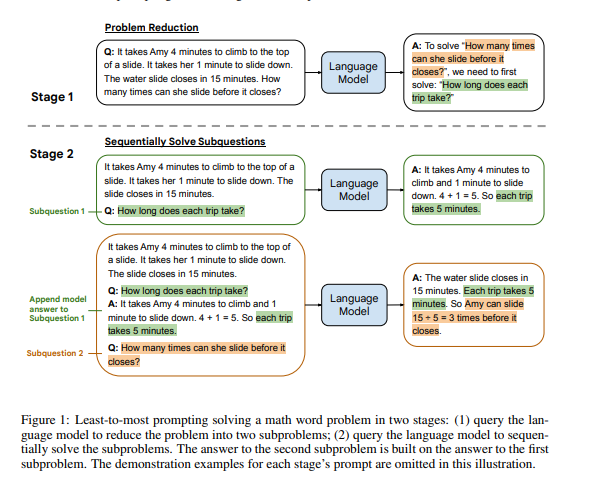 Problem Reduction
Q: It takes Amy 4 minutes to climb to the top
of a slide. It takes her 1 minute to slide down.
The water slide closes in 15 minutes. How
many times can she slide before it closes?
Language
Model
A: To solve “How many times
can she slide before it
closes?”, we need to first
solve: “How long does each
trip take?”
Stage 1
Stage 2
Sequentially Solve Subquestions
It takes Amy 4 minutes to climb to the top of a
slide. It takes her 1 minute to slide down. The
slide closes in 15 minutes.
Subquestion 1
Q: How long does each trip take?
Language
Model
A: It takes Amy 4 minutes to
climb and 1 minute to slide
down. 4 + 1 = 5. So each trip
takes 5 minutes.
It takes Amy 4 minutes to climb to the top of
a slide. It takes her 1 minute to slide down.
The slide closes in 15 minutes.
Append model
answer to
Subquestion 1
Q: How long does each trip take?
A: It takes Amy 4 minutes to climb and 1
minute to slide down. 4 + 1 = 5. So each trip
takes 5 minutes.
Subquestion 2
Q: How many times can she slide before it
closes?
Language
Model
A: The water slide closes in
15 minutes. Each trip takes 5
minutes. So Amy can slide
15 ÷ 5 = 3 times before it
closes.
Figure 1: Least-to-most prompting solving a math word problem in two stages: (1) query the lan-
guage model to reduce the problem into two subproblems; (2) query the language model to sequen-
tially solve the subproblems. The answer to the second subproblem is built on the answer to the first
subproblem. The demonstration examples for each stage’s prompt are omitted in this illustration.